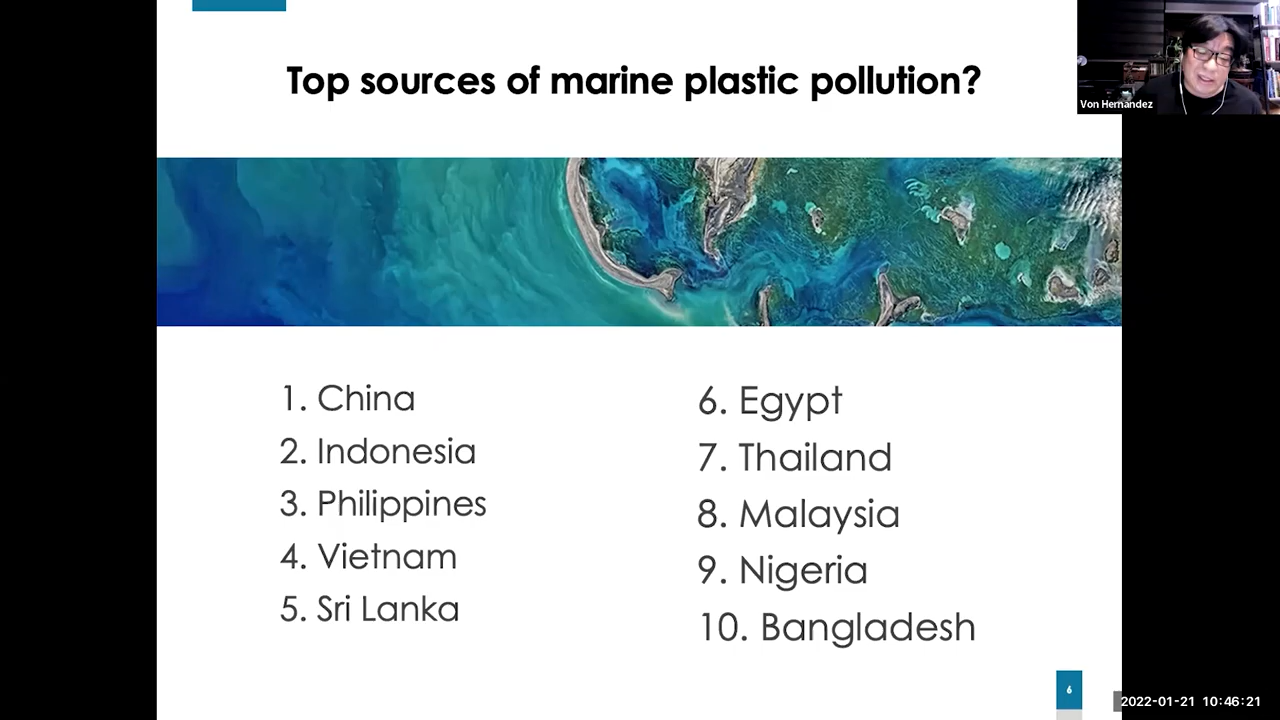 Top sources of marine plastic pollution?
Von Hernandez
1. China
2. Indonesia
3. Philippines
4. Vietnam
5. Sri Lanka
6. Egypt
7. Thailand
8. Malaysia
9. Nigeria
10. Bangladesh
6
2022-01-21 10:46:21